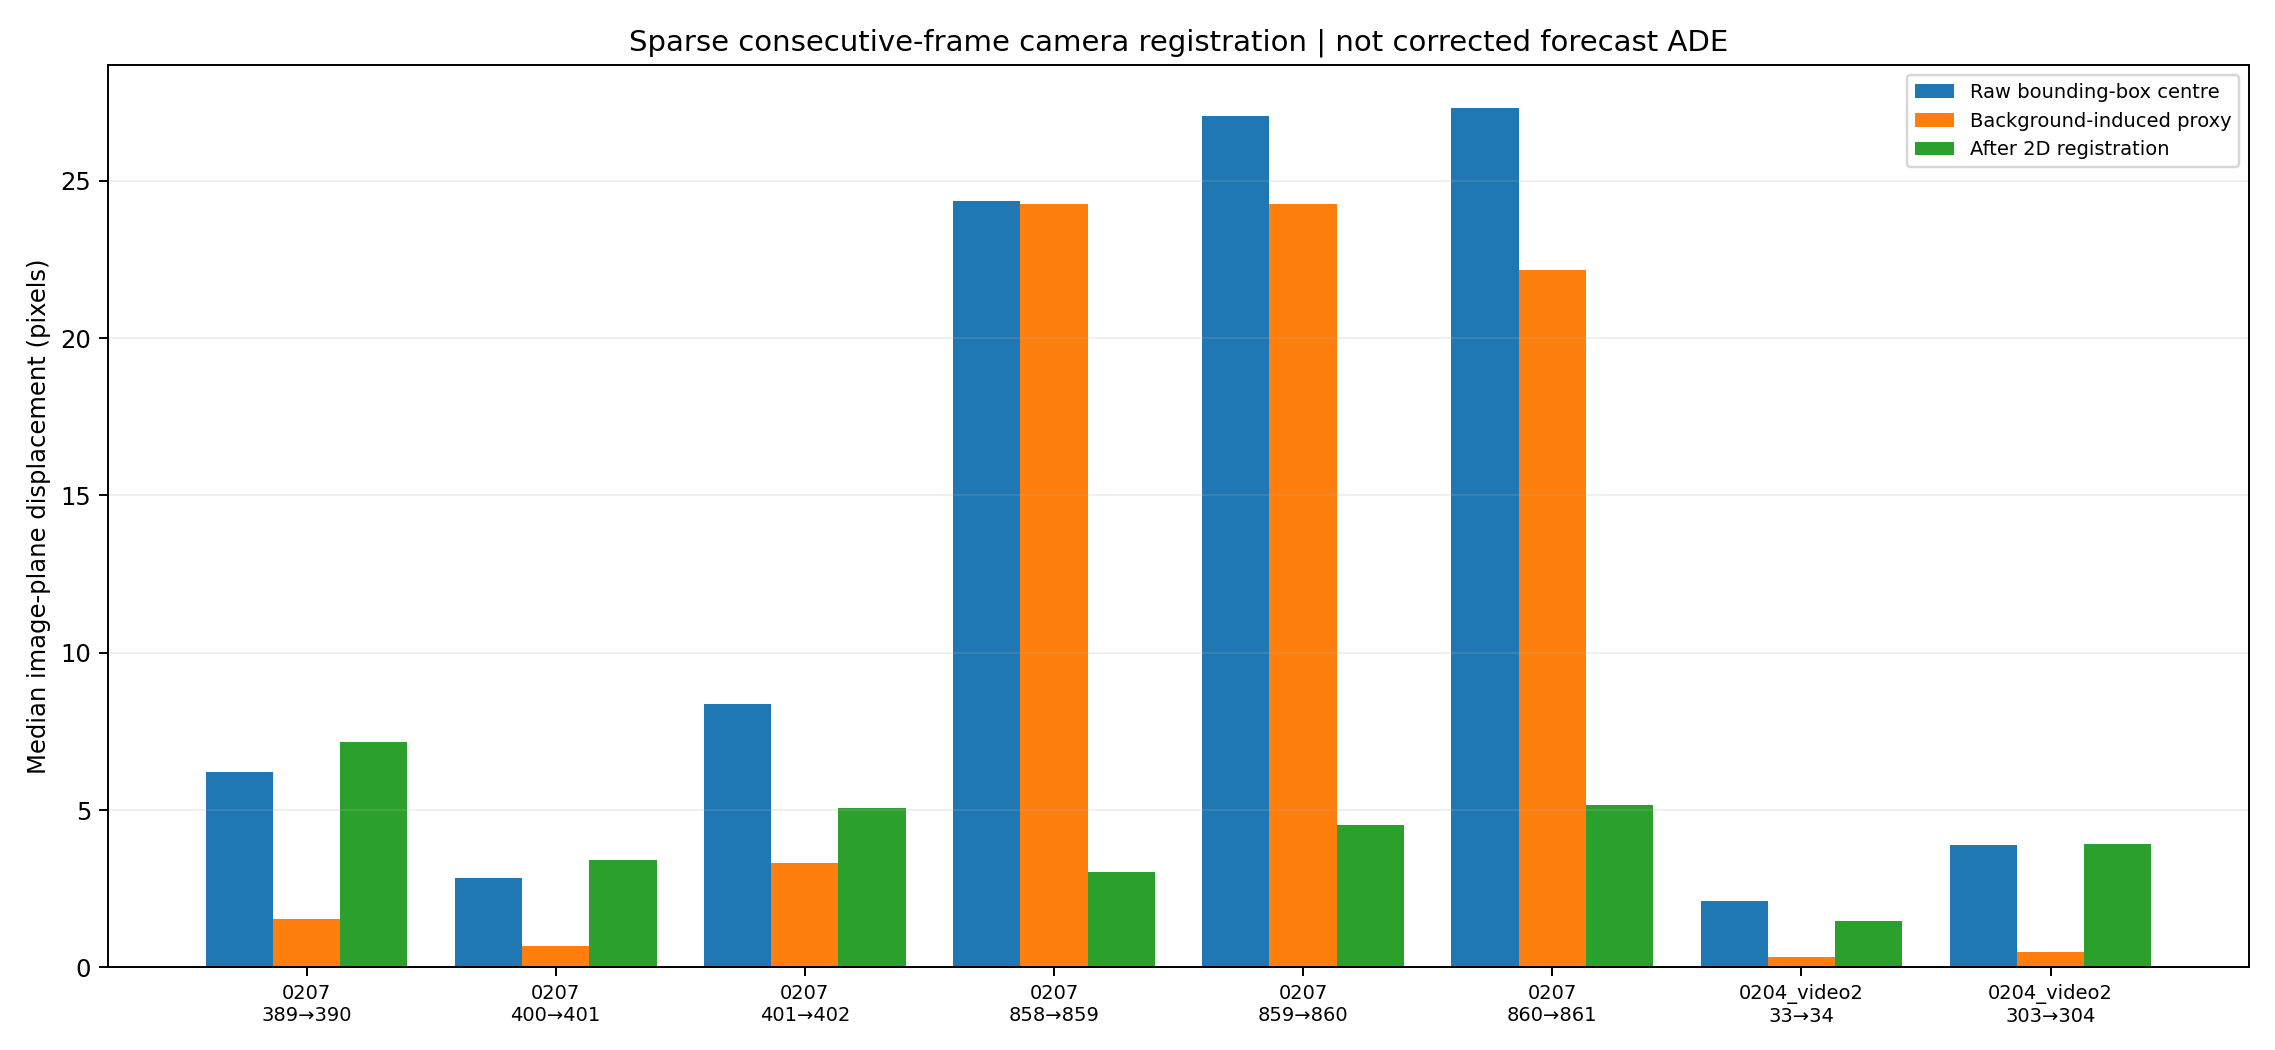 Sparse consecutive-frame camera registration | not corrected forecast ADE
Raw bounding-box centre
Background-induced proxy
After 2D registration
Median image-plane displacement (pixels)
25
20
15
10
5
0
0207
389→390
0207
400→401
0207
401→402
0207
858→859
0207
859→860
0207
860→861
0204_video2
33→34
0204_video2
303→304